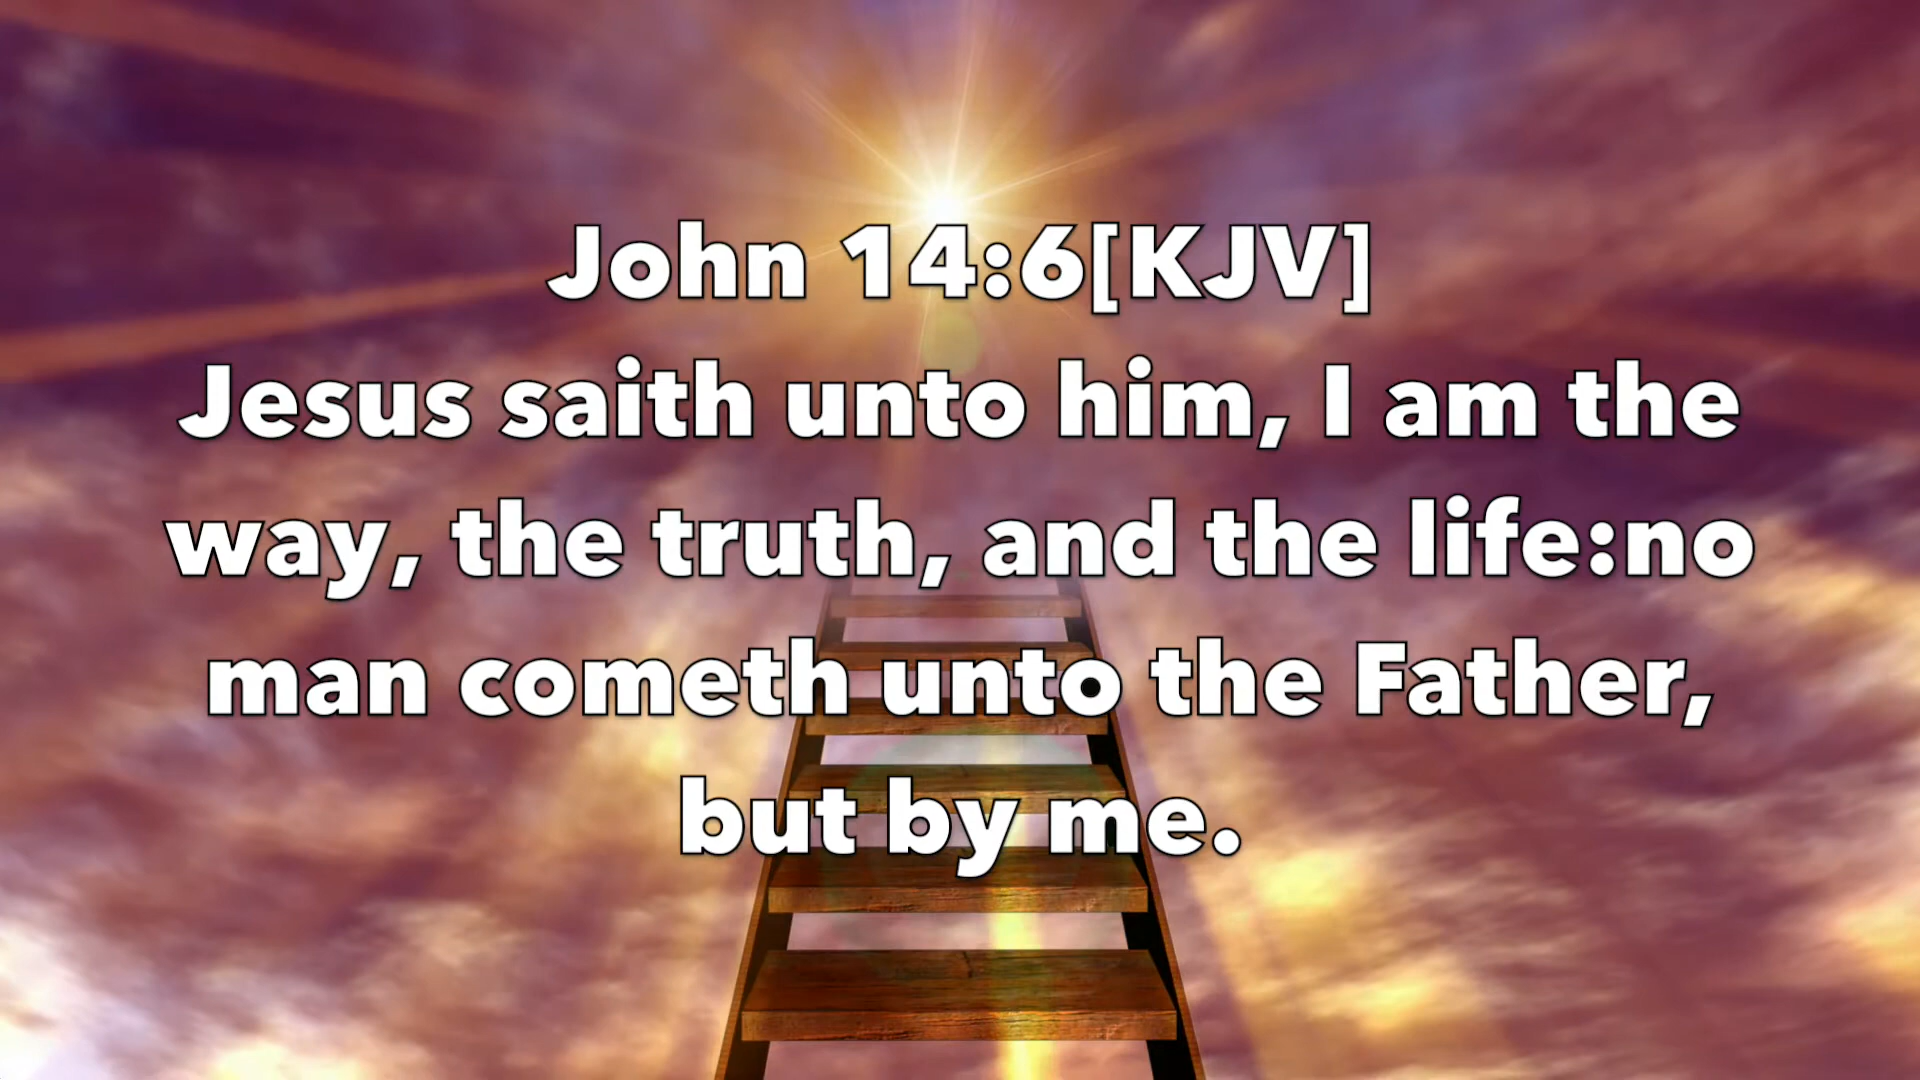 John 14:6[KJV]
Jesus saith unto him, I am the
way, the truth, and the life:no
man cometh unto the Father,
but by me.